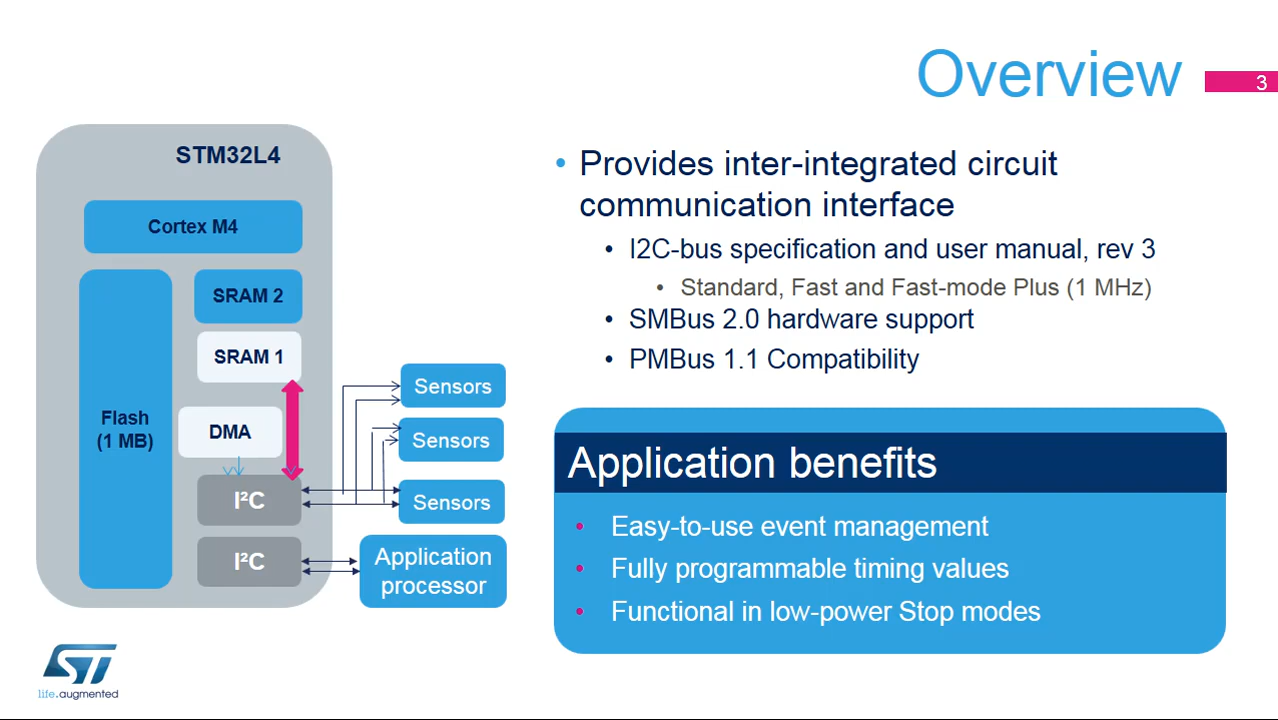 Overview
3
STM32L4
Cortex M4
Flash
(1 MB)
SRAM 2
SRAM 1
DMA
I²C
I²C
Sensors
Sensors
Sensors
Application
processor
• Provides inter-integrated circuit
communication interface
• I2C-bus specification and user manual, rev 3
• Standard, Fast and Fast-mode Plus (1 MHz)
• SMBus 2.0 hardware support
• PMBus 1.1 Compatibility
Application benefits
• Easy-to-use event management
• Fully programmable timing values
• Functional in low-power Stop modes
ST
life.augmented